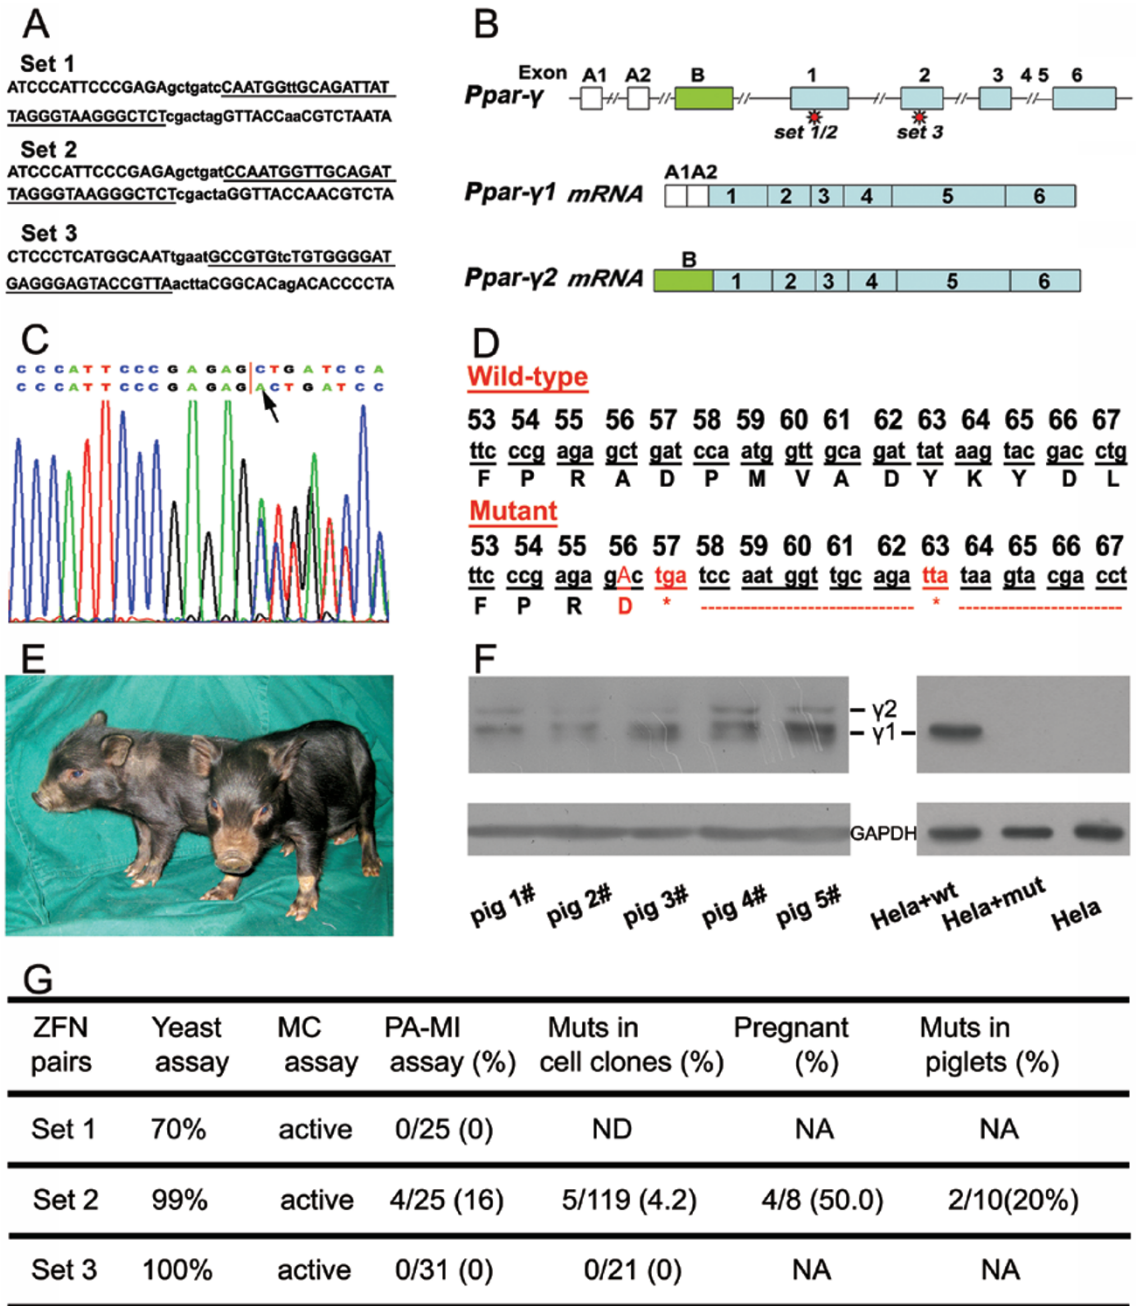 A
Set 1
ATCCCATTCCCGAGAgctgatcCAATGGttGCAGATTAT
TAGGGTAAGGGCTCTcgactagGTTACCaaCGTCTAATA
Set 2
ATCCCATTCCCGAGAgctgatCCAATGGTTGCAGAT
TAGGGTAAGGGCTCTcgactaGGTTACCAACGTCTA
Set 3
CTCCCTCATGGCAATtgaatGCCGTGtcTGTGGGGAT
GAGGGAGTACCGTTAacttaCGGCACagACACCCCTA
B
Exon A1 A2 B 1 2 3 4 5 6
Ppar-γ
set 1/2 set 3
A1A2
Ppar-γ1 mRNA 1 2 3 4 5 6
B
Ppar-γ2 mRNA 1 2 3 4 5 6
C
C C C A T T C C C G A G A G C T G A T C C A
C C C A T T C C C G A G A G A C T G A T C C
D
Wild-type
53 54 55 56 57 58 59 60 61 62 63 64 65 66 67
ttc ccg aga gct gat cca atg gtt gca gat tat aag tac gac ctg
F P R A D P M V A D Y K Y D L
Mutant
53 54 55 56 57 58 59 60 61 62 63 64 65 66 67
ttc ccg aga gAc tga tcc aat ggt tgc aga tta taa gta cga cct
F P R D * -------------------- * ---------------
E
F
γ2
γ1
GAPDH
pig 1# pig 2# pig 3# pig 4# pig 5# Hela+wt Hela+mut Hela
G
ZFN Yeast MC PA-MI Muts in Pregnant Muts in
pairs assay assay assay (%) cell clones (%) (%) piglets (%)
Set 1 70% active 0/25 (0) ND NA NA
Set 2 99% active 4/25 (16) 5/119 (4.2) 4/8 (50.0) 2/10(20%)
Set 3 100% active 0/31 (0) 0/21 (0) NA NA